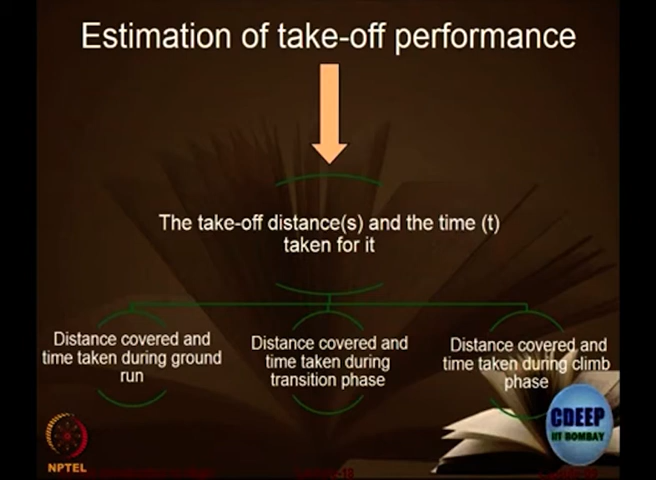 Estimation of take-off performance
The take-off distance(s) and the time (t)
taken for it
Distance covered and
time taken during ground
run
Distance covered and
time taken during
transition phase
Distance covered and
time taken during climb
phase
NPTEL
CDEEP
IIT BOMBAY